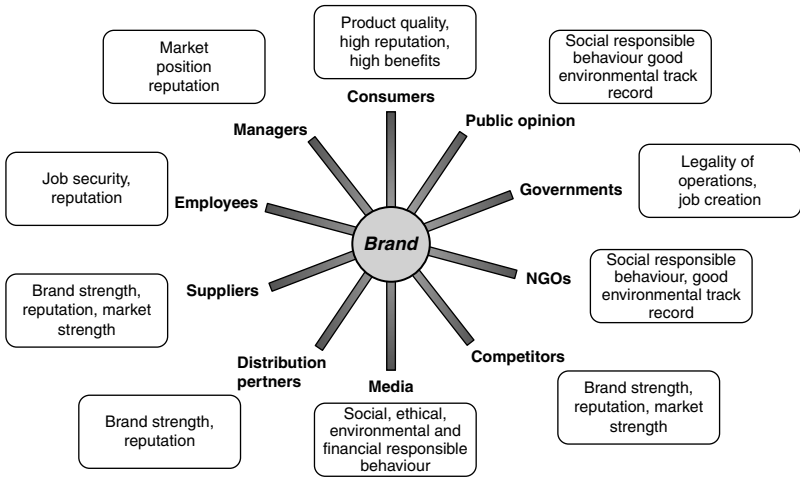 Product quality,
high reputation,
high benefits
Consumers
Market
position
reputation
Managers
Social responsible
behaviour good
environmental track
record
Public opinion
Job security,
reputation
Employees
Governments
Legality of
operations,
job creation
Brand
Brand strength,
reputation, market
strength
Suppliers
NGOs
Social responsible
behaviour, good
environmental track
record
Distribution
pertners
Brand strength,
reputation
Media
Social, ethical,
environmental and
financial responsible
behaviour
Competitors
Brand strength,
reputation, market
strength